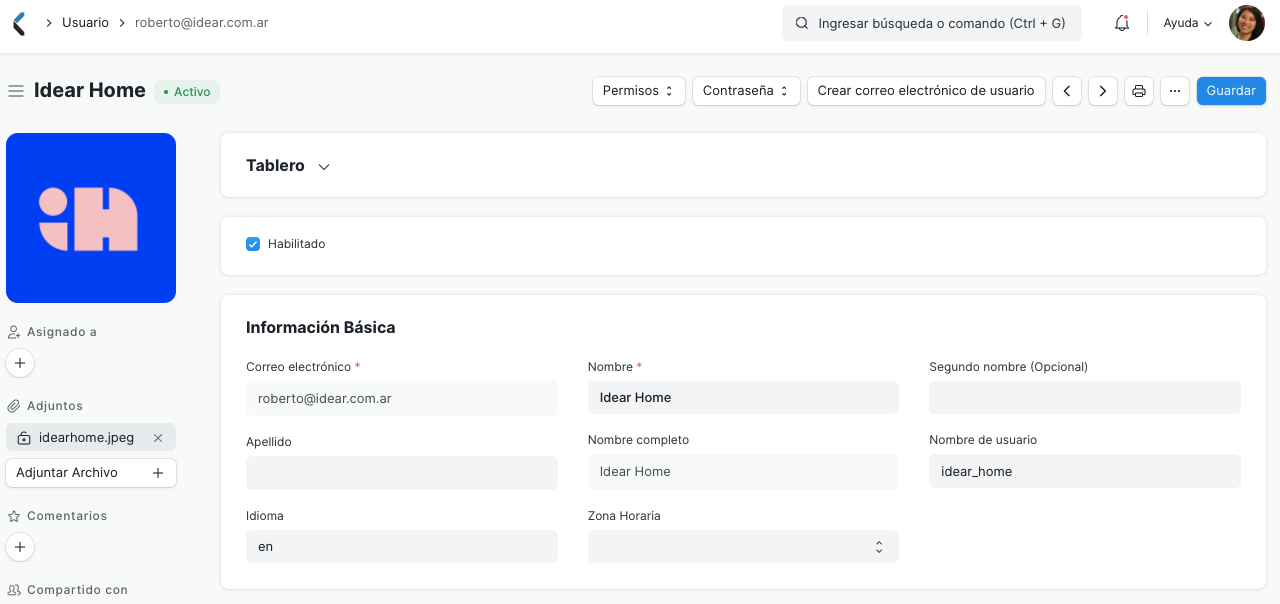 Usuario roberto@idear.com.ar
Ingresar búsqueda o comando (Ctrl + G)
Ayuda
Idear Home
Activo
Permisos
Contraseña
Crear correo electrónico de usuario
Guardar
iH
Asignado a
Adjuntos
idearhome.jpeg
Adjuntar Archivo
Comentarios
Compartido con
Tablero
Habilitado
Información Básica
Correo electrónico *
roberto@idear.com.ar
Nombre *
Idear Home
Segundo nombre (Opcional)
Apellido
Nombre completo
Idear Home
Nombre de usuario
idear_home
Idioma
en
Zona Horaria